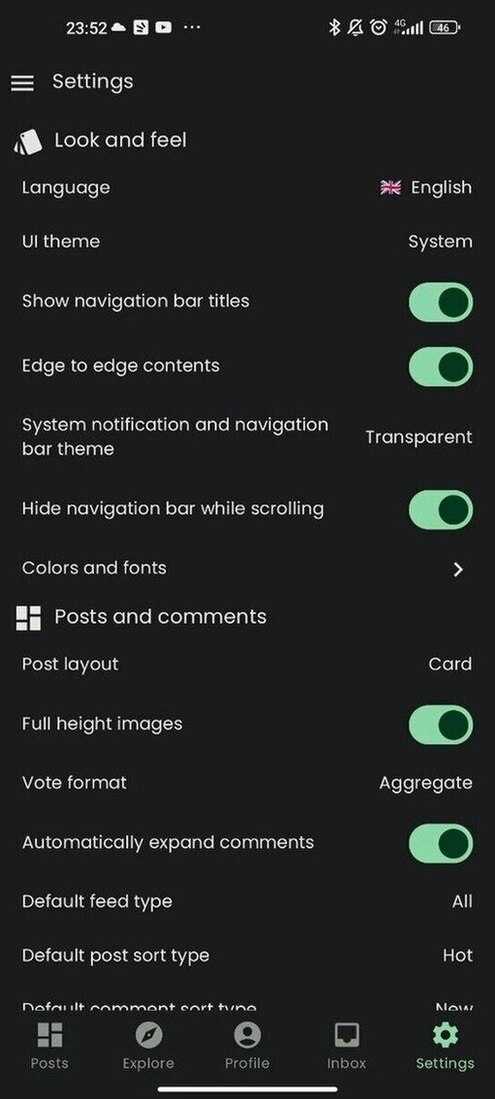 23:52
4G
46
Settings
Look and feel
Language
English
UI theme
System
Show navigation bar titles
Edge to edge contents
System notification and navigation
bar theme
Transparent
Hide navigation bar while scrolling
Colors and fonts
Posts and comments
Post layout
Card
Full height images
Vote format
Aggregate
Automatically expand comments
Default feed type
All
Default post sort type
Hot
Default comment sort type
New
Posts
Explore
Profile
Inbox
Settings